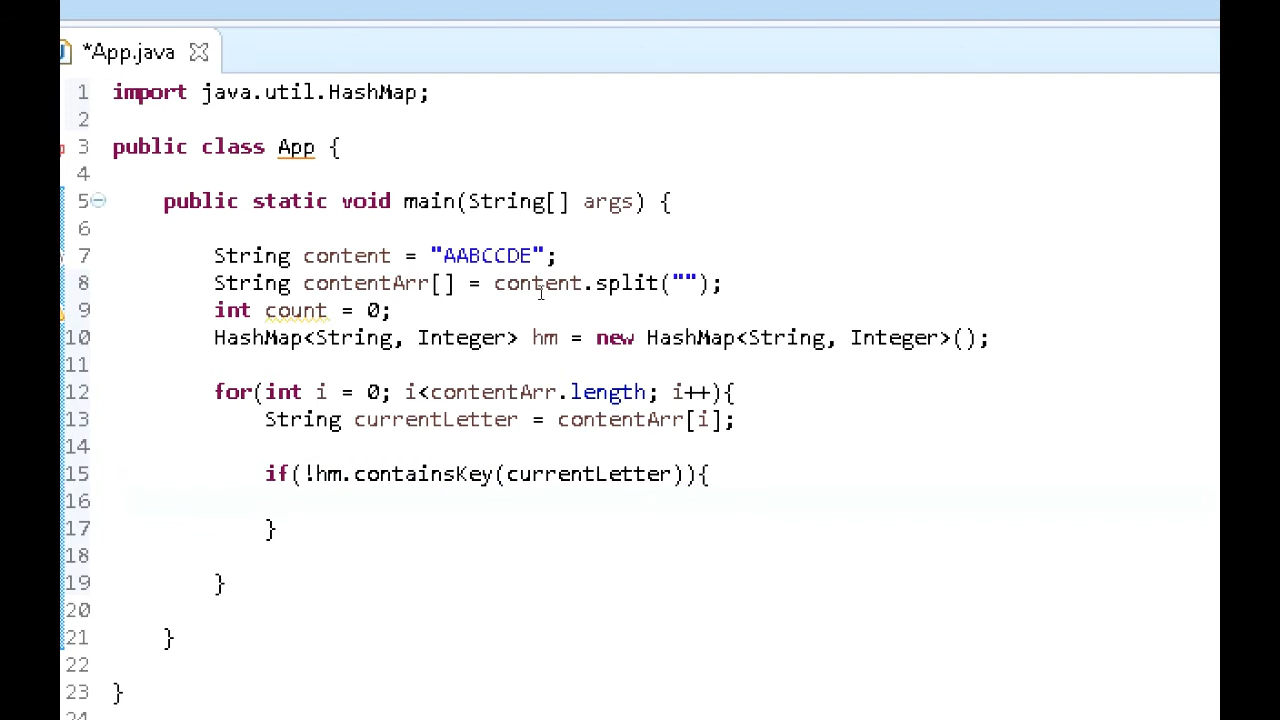 *App.java
1 import java.util.HashMap;
2
3 public class App {
4
5 public static void main(String[] args) {
6
7 String content = "AABCCDE";
8 String contentArr[] = content.split("");
9 int count = 0;
10 HashMap<String, Integer> hm = new HashMap<String, Integer>();
11
12 for(int i = 0; i<contentArr.length; i++){
13 String currentLetter = contentArr[i];
14
15 if(!hm.containsKey(currentLetter)){
16
17 }
18
19 }
20
21 }
22
23 }
24